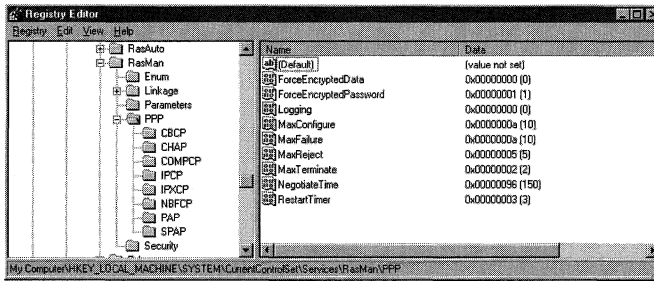 Registry Editor
Registry Edit View Help
RasAuto
RasMan
Enum
Linkage
Parameters
PPP
CBCP
CHAP
COMPCP
IPCP
IPXCP
NBFCP
PAP
SPAP
Security
Name Data
ab (Default) (value not set)
ForceEncryptedData 0x00000000 (0)
ForceEncryptedPassword 0x00000001 (1)
Logging 0x00000000 (0)
MaxConfigure 0x0000000a (10)
MaxFailure 0x0000000a (10)
MaxReject 0x00000005 (5)
MaxTerminate 0x00000002 (2)
NegotiateTime 0x00000096 (150)
RestartTimer 0x00000003 (3)
My Computer\HKEY_LOCAL_MACHINE\SYSTEM\CurrentControlSet\Services\RasMan\PPP